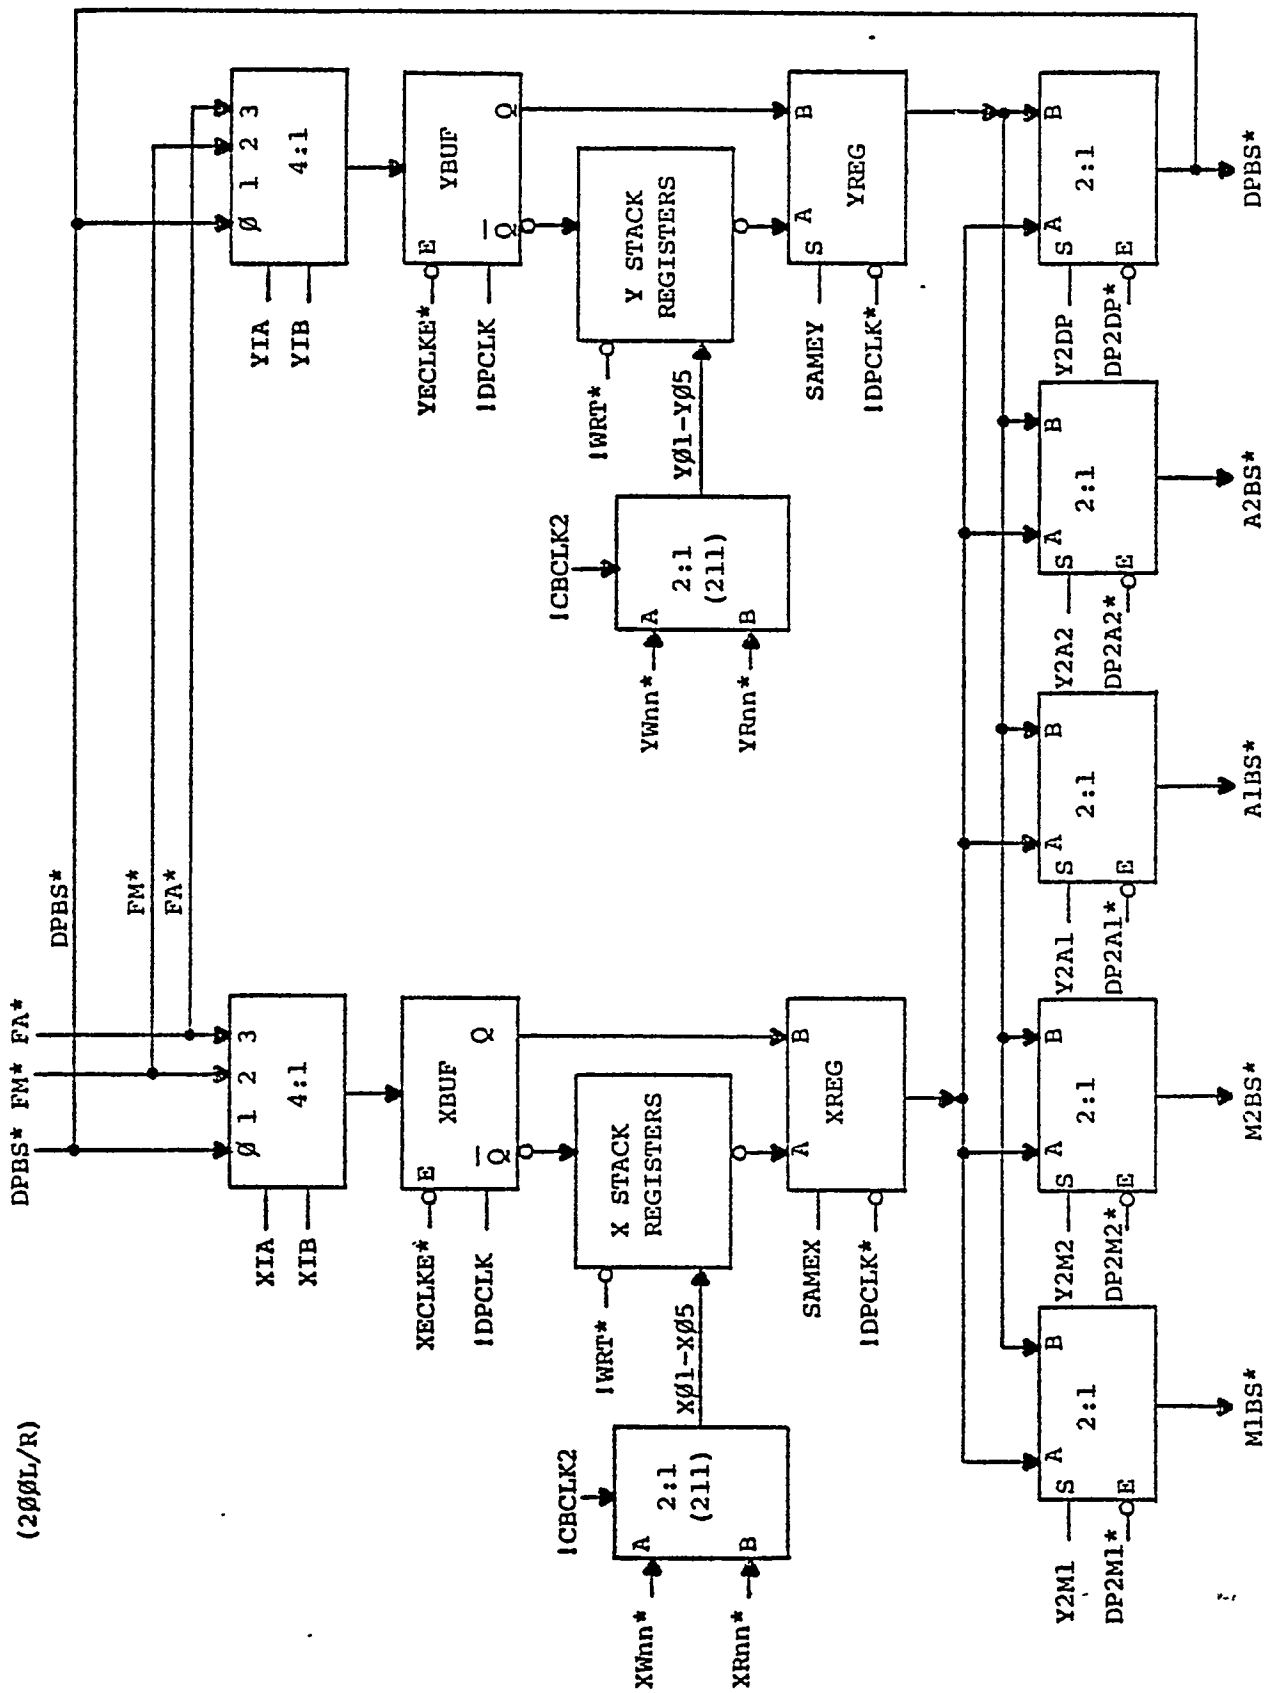 (2ØØL/R)
DPBS* FM* FA*
DPBS*
FM*
FA*
XIA
XIB
Ø 1 2 3
4:1
YIA
YIB
Ø 1 2 3
4:1
XECLKE*
!DPCLK
E
Q
Q
XBUF
YECLKE*
!DPCLK
E
Q
Q
YBUF
!WRT*
X STACK
REGISTERS
!WRT*
Y STACK
REGISTERS
!CBCLK2
XWnn*
XRnn*
A
B
2:1
(211)
XØ1-XØ5
!CBCLK2
YWnn*
YRnn*
A
B
2:1
(211)
YØ1-YØ5
SAMEX
!DPCLK*
A
B
XREG
SAMEY
!DPCLK*
S
A
B
YREG
Y2M1
DP2M1*
S
E
A
B
2:1
M1BS*
Y2M2
DP2M2*
S
E
A
B
2:1
M2BS*
Y2A1
DP2A1*
S
E
A
B
2:1
A1BS*
Y2A2
DP2A2*
S
E
A
B
2:1
A2BS*
Y2DP
DP2DP*
S
E
A
B
2:1
DPBS*